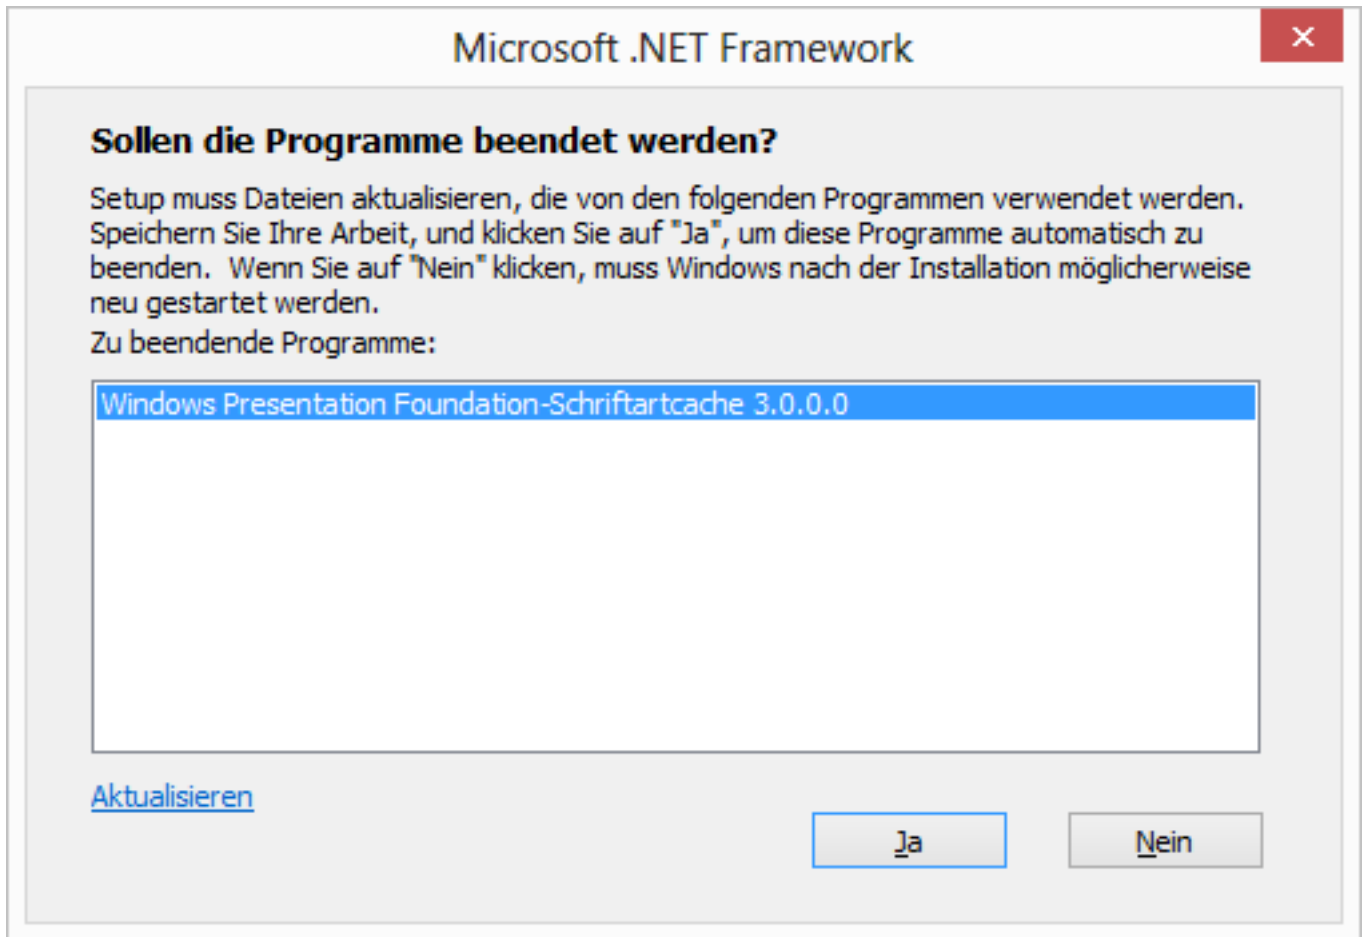 Microsoft .NET Framework
Sollen die Programme beendet werden?
Setup muss Dateien aktualisieren, die von den folgenden Programmen verwendet werden.
Speichern Sie Ihre Arbeit, und klicken Sie auf "Ja", um diese Programme automatisch zu
beenden.  Wenn Sie auf "Nein" klicken, muss Windows nach der Installation möglicherweise
neu gestartet werden.
Zu beendende Programme:
Windows Presentation Foundation-Schriftartcache 3.0.0.0
Aktualisieren
Ja
Nein